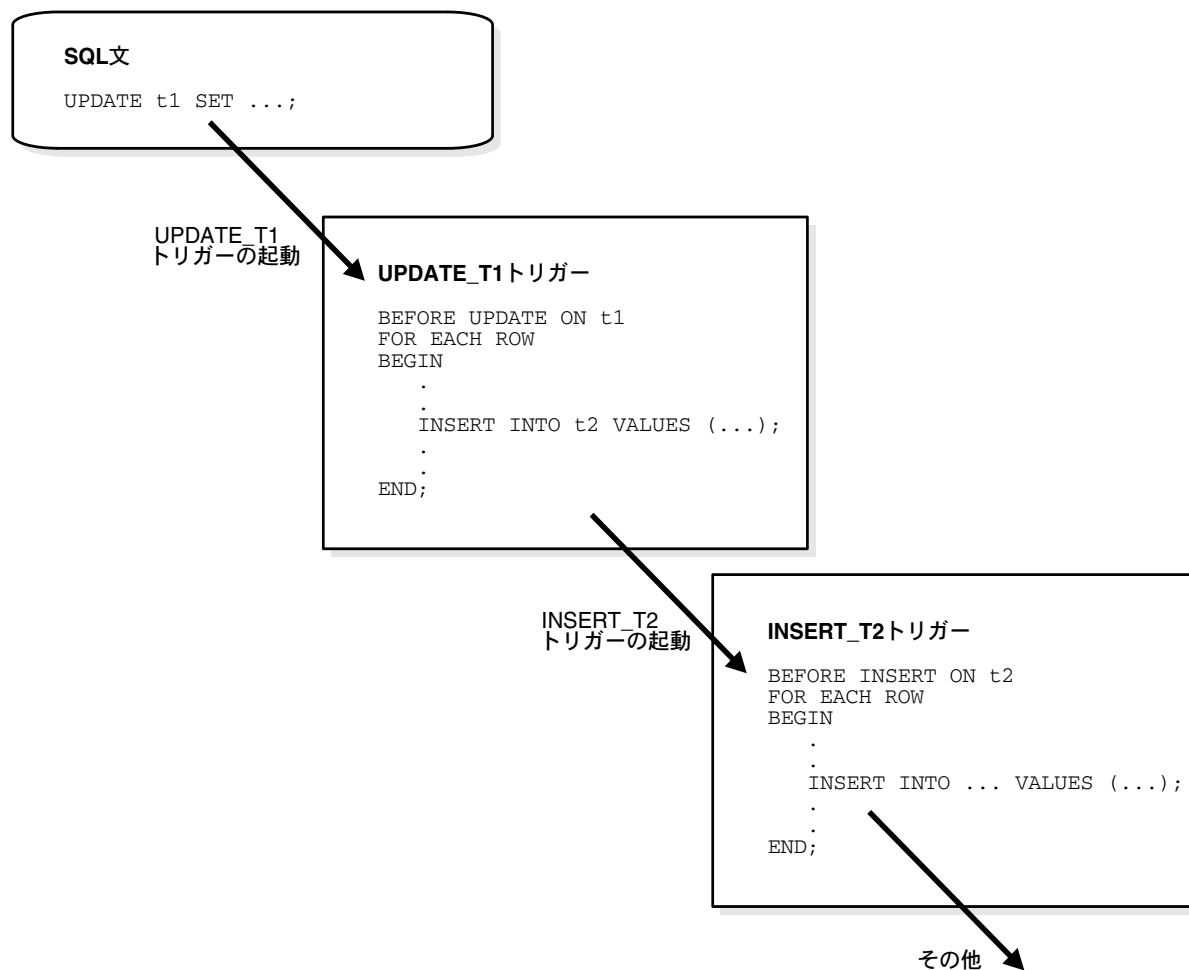 SQL文
UPDATE t1 SET ...;
UPDATE_T1
トリガーの起動
UPDATE_T1トリガー
BEFORE UPDATE ON t1
FOR EACH ROW
BEGIN
.
.
INSERT INTO t2 VALUES (...);
.
.
END;
INSERT_T2
トリガーの起動
INSERT_T2トリガー
BEFORE INSERT ON t2
FOR EACH ROW
BEGIN
.
.
INSERT INTO ... VALUES (...);
.
.
END;
その他